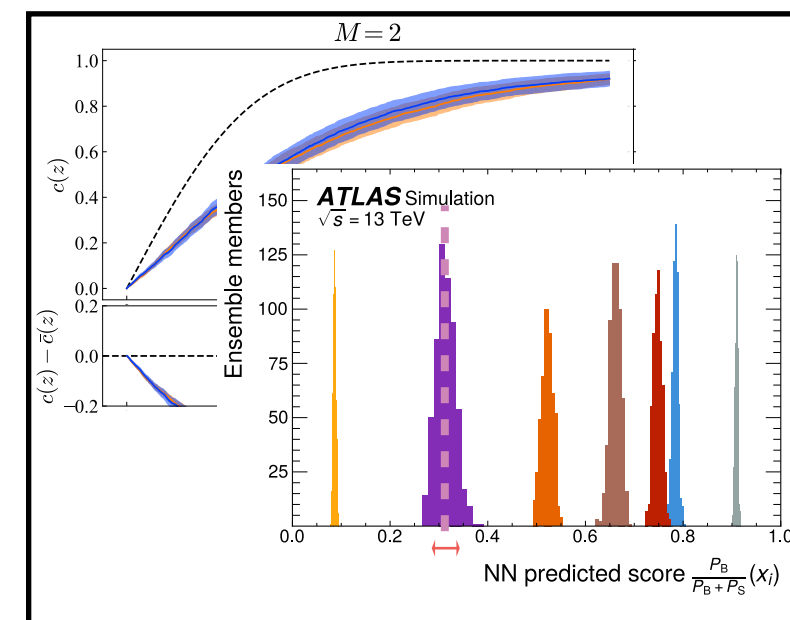 M = 2
1.0
0.8
0.6
0.4
0.2
0.0
c(z)
0.2
0.0
−0.2
c(z) − c̄(z)
ATLAS Simulation
√s = 13 TeV
150
125
100
75
50
25
Ensemble members
0.0 0.2 0.4 0.6 0.8 1.0
NN predicted score P_B / (P_B + P_S) (x_i)